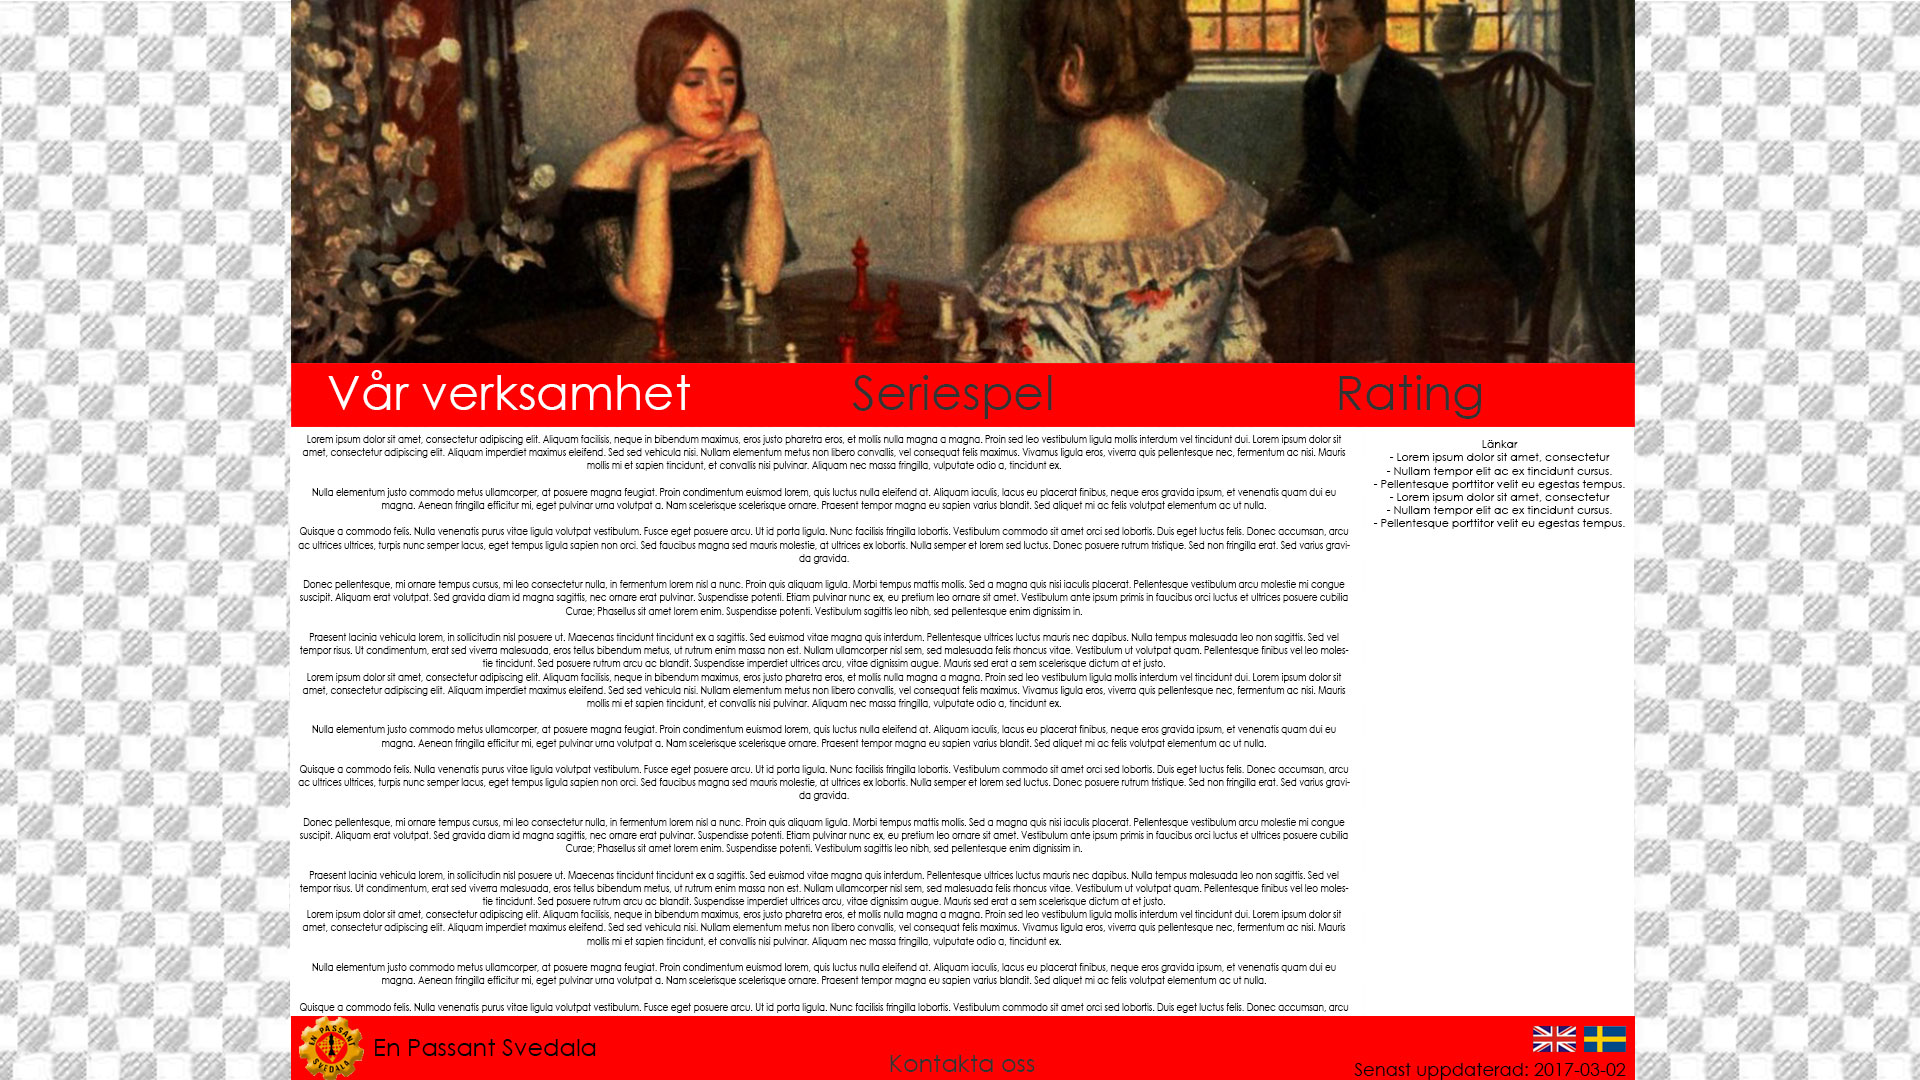 Vår verksamhet
Seriespel
Rating
Lorem ipsum dolor sit amet, consectetur adipiscing elit. Aliquam facilisis, neque in bibendum maximus, eros justo pharetra eros, et mollis nulla magna a magna. Proin sed leo vestibulum ligula mollis interdum vel tincidunt dui. Lorem ipsum dolor sit
amet, consectetur adipiscing elit. Aliquam imperdiet maximus eleifend. Sed sed vehicula nisi. Nullam elementum metus non libero convallis, vel consequat felis maximus. Vivamus ligula eros, viverra quis pellentesque nec, fermentum ac nisi. Mauris
mollis mi et sapien tincidunt, et convallis nisi pulvinar. Aliquam nec massa fringilla, vulputate odio a, tincidunt ex.
Nulla elementum justo commodo metus ullamcorper, at posuere magna feugiat. Proin condimentum euismod lorem, quis luctus nulla eleifend at. Aliquam iaculis, lacus eu placerat finibus, neque eros gravida ipsum, et venenatis quam dui eu
magna. Aenean fringilla efficitur mi, eget pulvinar urna volutpat a. Nam scelerisque scelerisque ornare. Praesent tempor magna eu sapien varius blandit. Sed aliquet mi ac felis volutpat elementum ac ut nulla.
Quisque a commodo felis. Nulla venenatis purus vitae ligula volutpat vestibulum. Fusce eget posuere arcu. Ut id porta ligula. Nunc facilisis fringilla lobortis. Vestibulum commodo sit amet orci sed lobortis. Duis eget luctus felis. Donec accumsan, arcu
ac ultrices ultrices, turpis nunc semper lacus, eget tempus ligula sapien non orci. Sed faucibus magna sed mauris molestie, at ultrices ex lobortis. Nulla semper et lorem sed luctus. Donec posuere rutrum tristique. Sed non fringilla erat. Sed varius gravi-
da gravida.
Donec pellentesque, mi ornare tempus cursus, mi leo consectetur nulla, in fermentum lorem nisl a nunc. Proin quis aliquam ligula. Morbi tempus mattis mollis. Sed a magna quis nisi iaculis placerat. Pellentesque vestibulum arcu molestie mi congue
suscipit. Aliquam erat volutpat. Sed gravida diam id magna sagittis, nec ornare erat pulvinar. Suspendisse potenti. Etiam pulvinar nunc ex, eu pretium leo ornare sit amet. Vestibulum ante ipsum primis in faucibus orci luctus et ultrices posuere cubilia
Curae; Phasellus sit amet lorem enim. Suspendisse potenti. Vestibulum sagittis leo nibh, sed pellentesque enim dignissim in.
Praesent lacinia vehicula lorem, in sollicitudin nisl posuere ut. Maecenas tincidunt tincidunt ex a sagittis. Sed euismod vitae magna quis interdum. Pellentesque ultrices luctus mauris nec dapibus. Nulla tempus malesuada leo non sagittis. Sed vel
tempor risus. Ut condimentum, erat sed viverra malesuada, eros tellus bibendum metus, ut rutrum enim massa non est. Nullam ullamcorper nisl sem, sed malesuada felis rhoncus vitae. Vestibulum ut volutpat quam. Pellentesque finibus vel leo moles-
tie tincidunt. Sed posuere rutrum arcu ac blandit. Suspendisse imperdiet ultrices arcu, vitae dignissim augue. Mauris sed erat a sem scelerisque dictum at et justo.
Lorem ipsum dolor sit amet, consectetur adipiscing elit. Aliquam facilisis, neque in bibendum maximus, eros justo pharetra eros, et mollis nulla magna a magna. Proin sed leo vestibulum ligula mollis interdum vel tincidunt dui. Lorem ipsum dolor sit
amet, consectetur adipiscing elit. Aliquam imperdiet maximus eleifend. Sed sed vehicula nisi. Nullam elementum metus non libero convallis, vel consequat felis maximus. Vivamus ligula eros, viverra quis pellentesque nec, fermentum ac nisi. Mauris
mollis mi et sapien tincidunt, et convallis nisi pulvinar. Aliquam nec massa fringilla, vulputate odio a, tincidunt ex.
Nulla elementum justo commodo metus ullamcorper, at posuere magna feugiat. Proin condimentum euismod lorem, quis luctus nulla eleifend at. Aliquam iaculis, lacus eu placerat finibus, neque eros gravida ipsum, et venenatis quam dui eu
magna. Aenean fringilla efficitur mi, eget pulvinar urna volutpat a. Nam scelerisque scelerisque ornare. Praesent tempor magna eu sapien varius blandit. Sed aliquet mi ac felis volutpat elementum ac ut nulla.
Quisque a commodo felis. Nulla venenatis purus vitae ligula volutpat vestibulum. Fusce eget posuere arcu. Ut id porta ligula. Nunc facilisis fringilla lobortis. Vestibulum commodo sit amet orci sed lobortis. Duis eget luctus felis. Donec accumsan, arcu
ac ultrices ultrices, turpis nunc semper lacus, eget tempus ligula sapien non orci. Sed faucibus magna sed mauris molestie, at ultrices ex lobortis. Nulla semper et lorem sed luctus. Donec posuere rutrum tristique. Sed non fringilla erat. Sed varius gravi-
da gravida.
Donec pellentesque, mi ornare tempus cursus, mi leo consectetur nulla, in fermentum lorem nisl a nunc. Proin quis aliquam ligula. Morbi tempus mattis mollis. Sed a magna quis nisi iaculis placerat. Pellentesque vestibulum arcu molestie mi congue
suscipit. Aliquam erat volutpat. Sed gravida diam id magna sagittis, nec ornare erat pulvinar. Suspendisse potenti. Etiam pulvinar nunc ex, eu pretium leo ornare sit amet. Vestibulum ante ipsum primis in faucibus orci luctus et ultrices posuere cubilia
Curae; Phasellus sit amet lorem enim. Suspendisse potenti. Vestibulum sagittis leo nibh, sed pellentesque enim dignissim in.
Praesent lacinia vehicula lorem, in sollicitudin nisl posuere ut. Maecenas tincidunt tincidunt ex a sagittis. Sed euismod vitae magna quis interdum. Pellentesque ultrices luctus mauris nec dapibus. Nulla tempus malesuada leo non sagittis. Sed vel
tempor risus. Ut condimentum, erat sed viverra malesuada, eros tellus bibendum metus, ut rutrum enim massa non est. Nullam ullamcorper nisl sem, sed malesuada felis rhoncus vitae. Vestibulum ut volutpat quam. Pellentesque finibus vel leo moles-
tie tincidunt. Sed posuere rutrum arcu ac blandit. Suspendisse imperdiet ultrices arcu, vitae dignissim augue. Mauris sed erat a sem scelerisque dictum at et justo.
Lorem ipsum dolor sit amet, consectetur adipiscing elit. Aliquam facilisis, neque in bibendum maximus, eros justo pharetra eros, et mollis nulla magna a magna. Proin sed leo vestibulum ligula mollis interdum vel tincidunt dui. Lorem ipsum dolor sit
amet, consectetur adipiscing elit. Aliquam imperdiet maximus eleifend. Sed sed vehicula nisi. Nullam elementum metus non libero convallis, vel consequat felis maximus. Vivamus ligula eros, viverra quis pellentesque nec, fermentum ac nisi. Mauris
mollis mi et sapien tincidunt, et convallis nisi pulvinar. Aliquam nec massa fringilla, vulputate odio a, tincidunt ex.
Nulla elementum justo commodo metus ullamcorper, at posuere magna feugiat. Proin condimentum euismod lorem, quis luctus nulla eleifend at. Aliquam iaculis, lacus eu placerat finibus, neque eros gravida ipsum, et venenatis quam dui eu
magna. Aenean fringilla efficitur mi, eget pulvinar urna volutpat a. Nam scelerisque scelerisque ornare. Praesent tempor magna eu sapien varius blandit. Sed aliquet mi ac felis volutpat elementum ac ut nulla.
Quisque a commodo felis. Nulla venenatis purus vitae ligula volutpat vestibulum. Fusce eget posuere arcu. Ut id porta ligula. Nunc facilisis fringilla lobortis. Vestibulum commodo sit amet orci sed lobortis. Duis eget luctus felis. Donec accumsan, arcu
Länkar
- Lorem ipsum dolor sit amet, consectetur
- Nullam tempor elit ac ex tincidunt cursus.
- Pellentesque porttitor velit eu egestas tempus.
- Lorem ipsum dolor sit amet, consectetur
- Nullam tempor elit ac ex tincidunt cursus.
- Pellentesque porttitor velit eu egestas tempus.
EN PASSANT
SVEDALA
En Passant Svedala
Kontakta oss
Senast uppdaterad: 2017-03-02